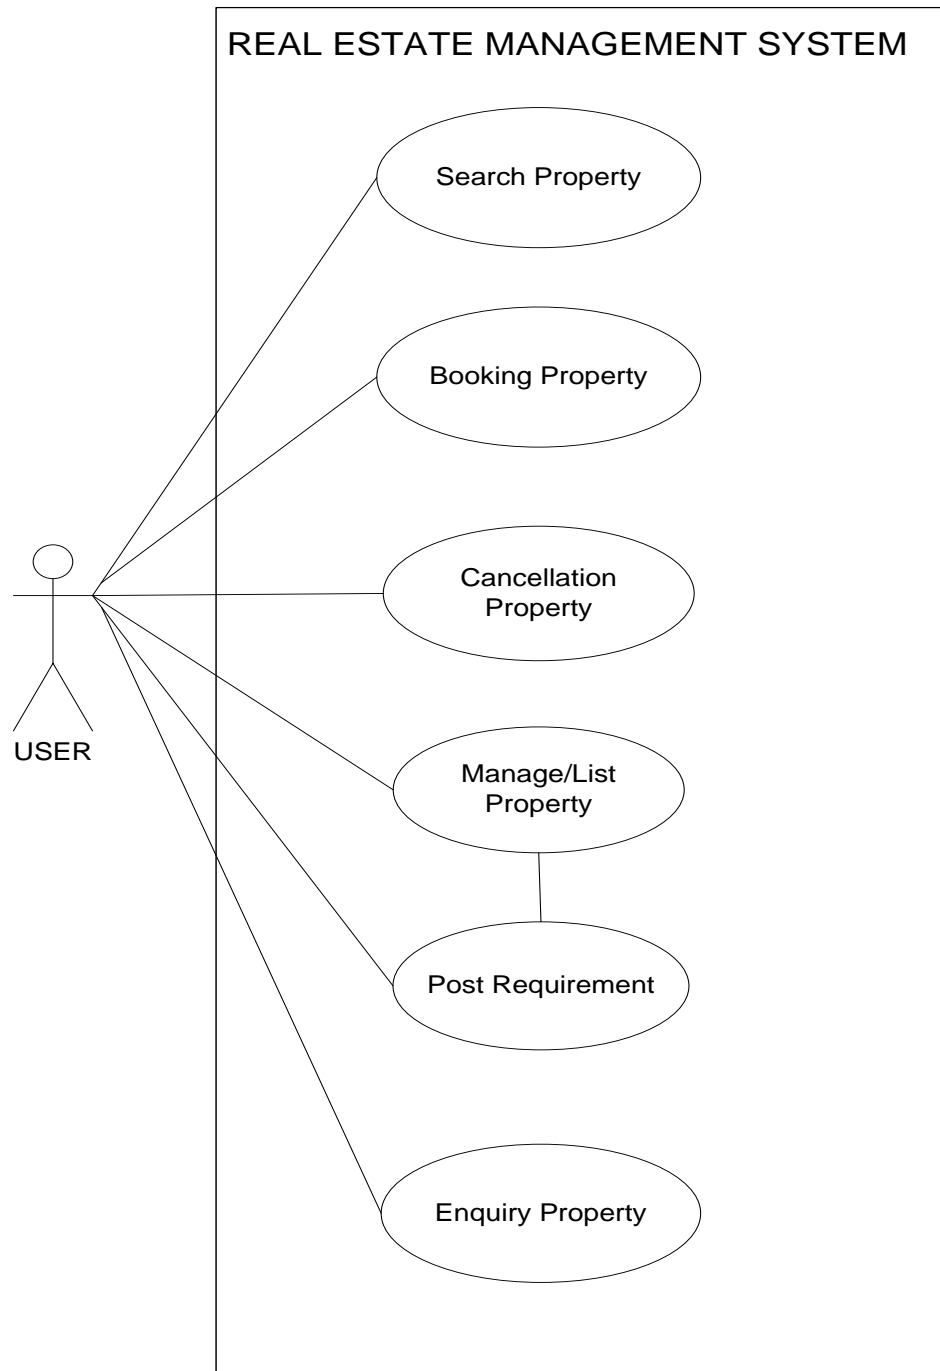 REAL ESTATE MANAGEMENT SYSTEM
Search Property
Booking Property
Cancellation
Property
USER
Manage/List
Property
Post Requirement
Enquiry Property